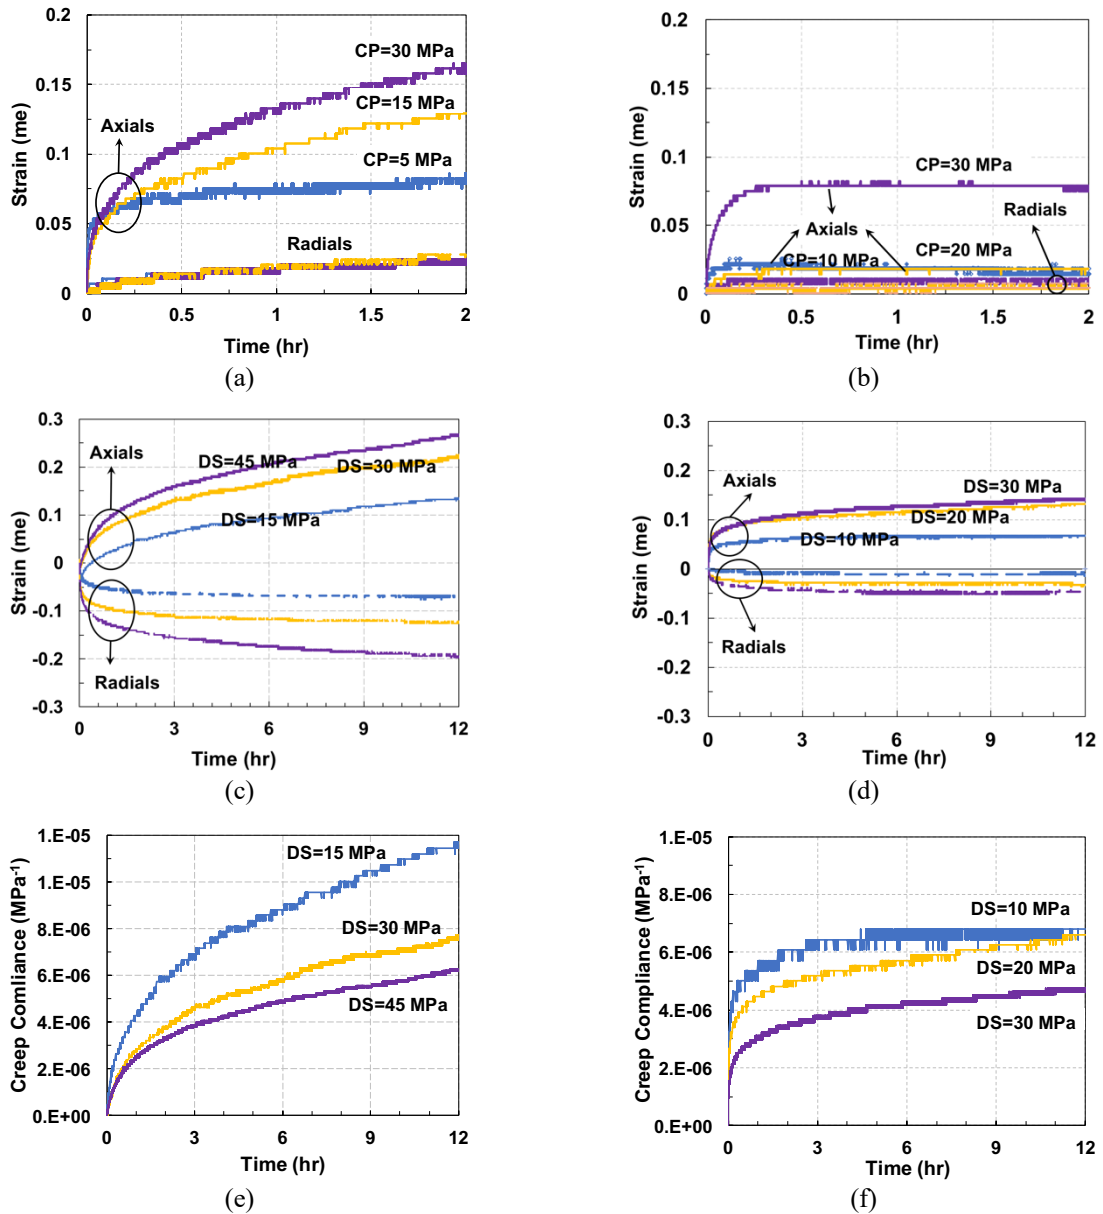 0.2
0.15
0.1
0.05
0
Strain (me)
CP=30 MPa
CP=15 MPa
Axials
CP=5 MPa
Radials
0
0.5
1
1.5
2
Time (hr)
(a)
0.2
0.15
0.1
0.05
0
Strain (me)
CP=30 MPa
Radials
Axials
CP=20 MPa
CP=10 MPa
0
0.5
1
1.5
2
Time (hr)
(b)
0.3
0.2
0.1
0
-0.1
-0.2
-0.3
Strain (me)
Axials
DS=45 MPa
DS=30 MPa
DS=15 MPa
Radials
0
3
6
9
12
Time (hr)
(c)
0.3
0.2
0.1
0
-0.1
-0.2
-0.3
Strain (me)
Axials
DS=30 MPa
DS=20 MPa
DS=10 MPa
Radials
0
3
6
9
12
Time (hr)
(d)
1.E-05
1.E-05
8.E-06
6.E-06
4.E-06
2.E-06
0.E+00
Creep Comliance (MPa-1)
DS=15 MPa
DS=30 MPa
DS=45 MPa
0
3
6
9
12
Time (hr)
(e)
1.E-05
8.E-06
6.E-06
4.E-06
2.E-06
0.E+00
Creep Compliance (MPa-1)
DS=10 MPa
DS=20 MPa
DS=30 MPa
0
3
6
9
12
Time (hr)
(f)